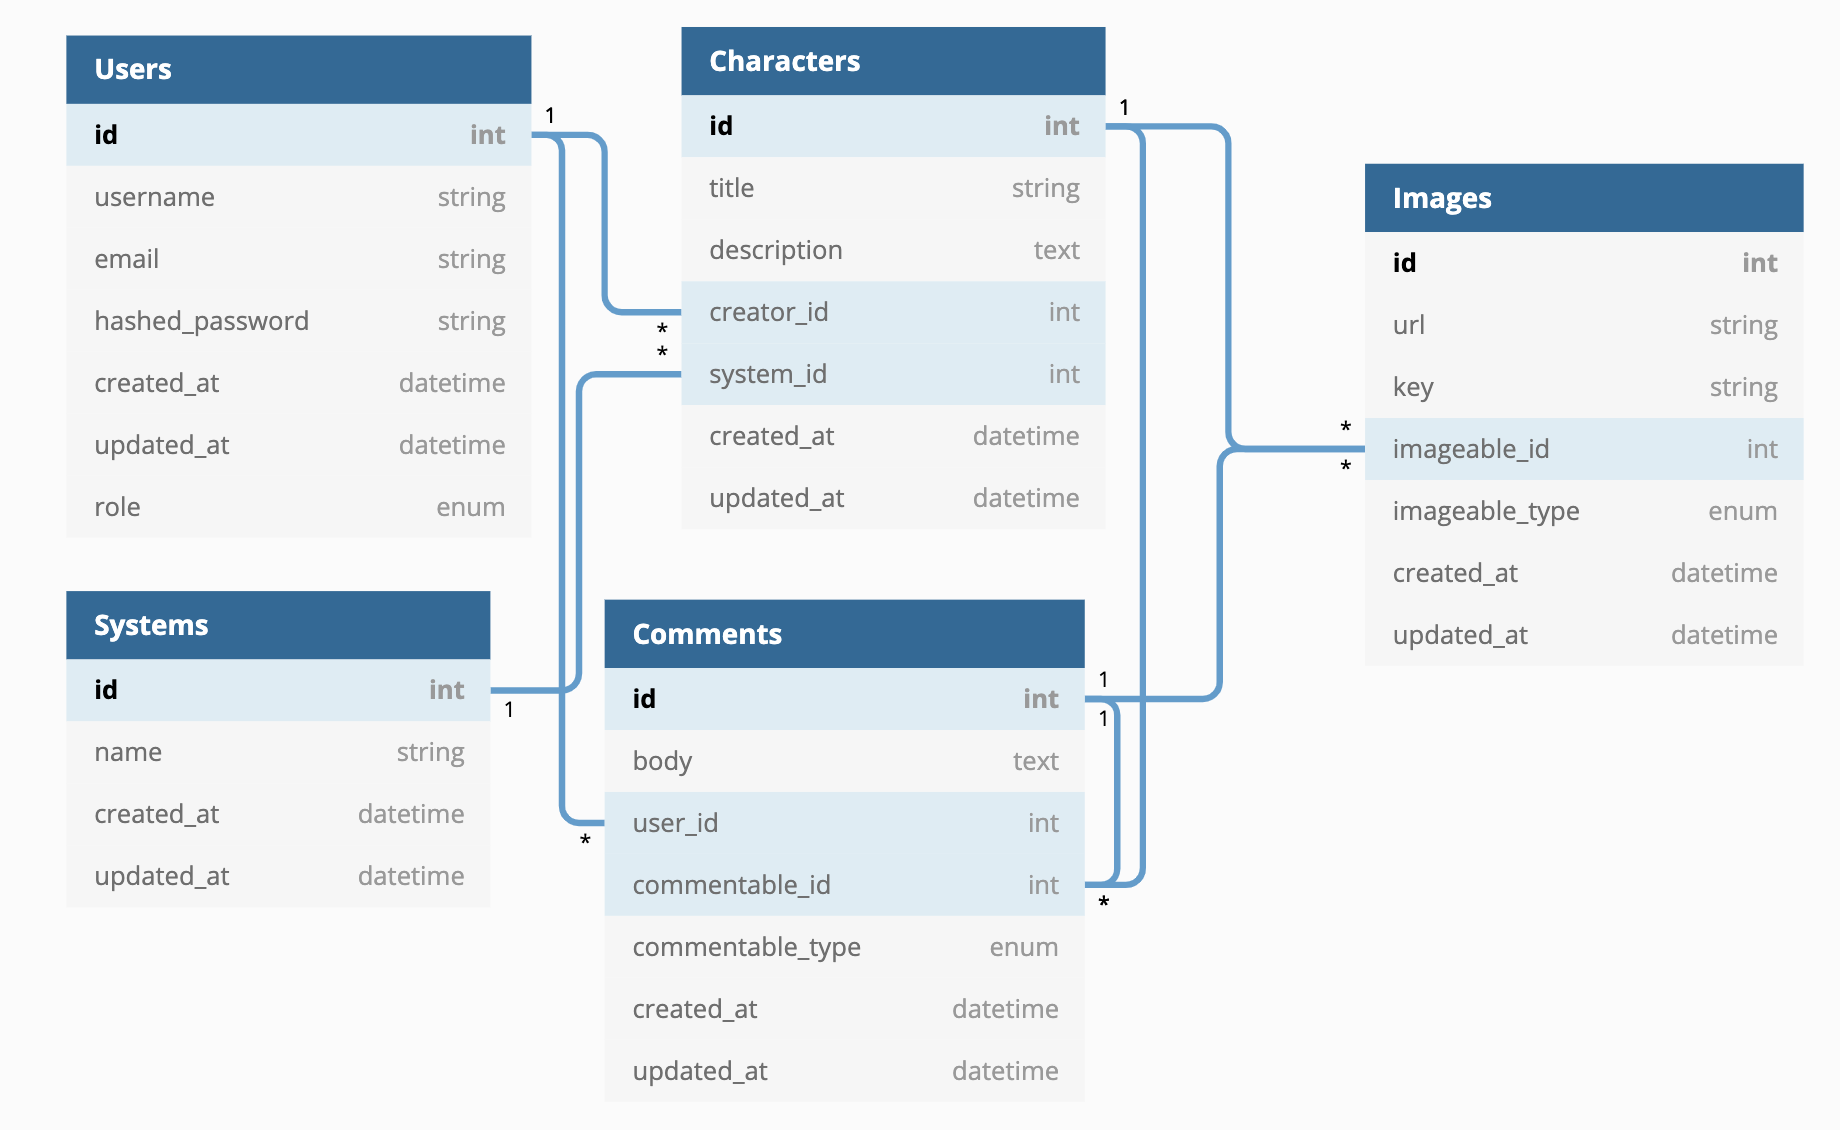 Users
id int
username string
email string
hashed_password string
created_at datetime
updated_at datetime
role enum
1
Characters
id int
title string
description text
creator_id int
system_id int
created_at datetime
updated_at datetime
*
*
1
Images
id int
url string
key string
imageable_id int
imageable_type enum
created_at datetime
updated_at datetime
*
*
Systems
id int
name string
created_at datetime
updated_at datetime
1
Comments
id int
body text
user_id int
commentable_id int
commentable_type enum
created_at datetime
updated_at datetime
*
1
1
*